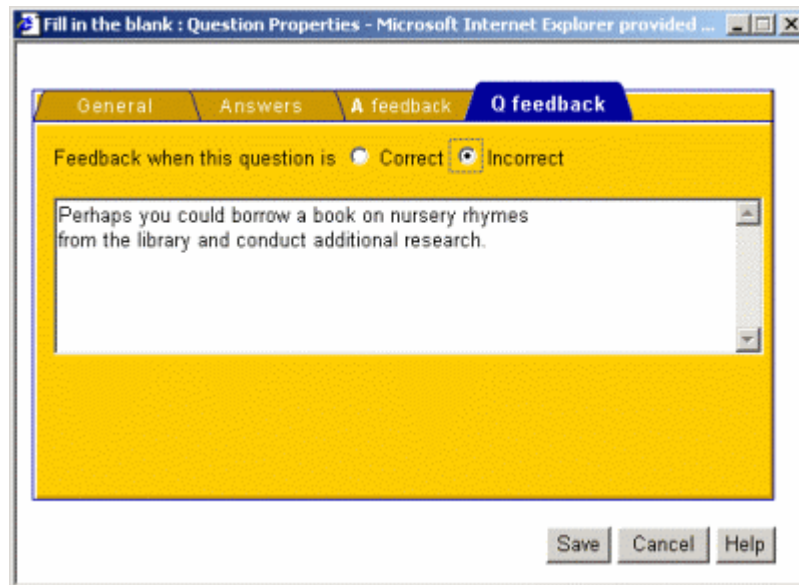 Fill in the blank : Question Properties - Microsoft Internet Explorer provided ...
General Answers A feedback Q feedback
Feedback when this question is Correct Incorrect
Perhaps you could borrow a book on nursery rhymes
from the library and conduct additional research.
Save Cancel Help